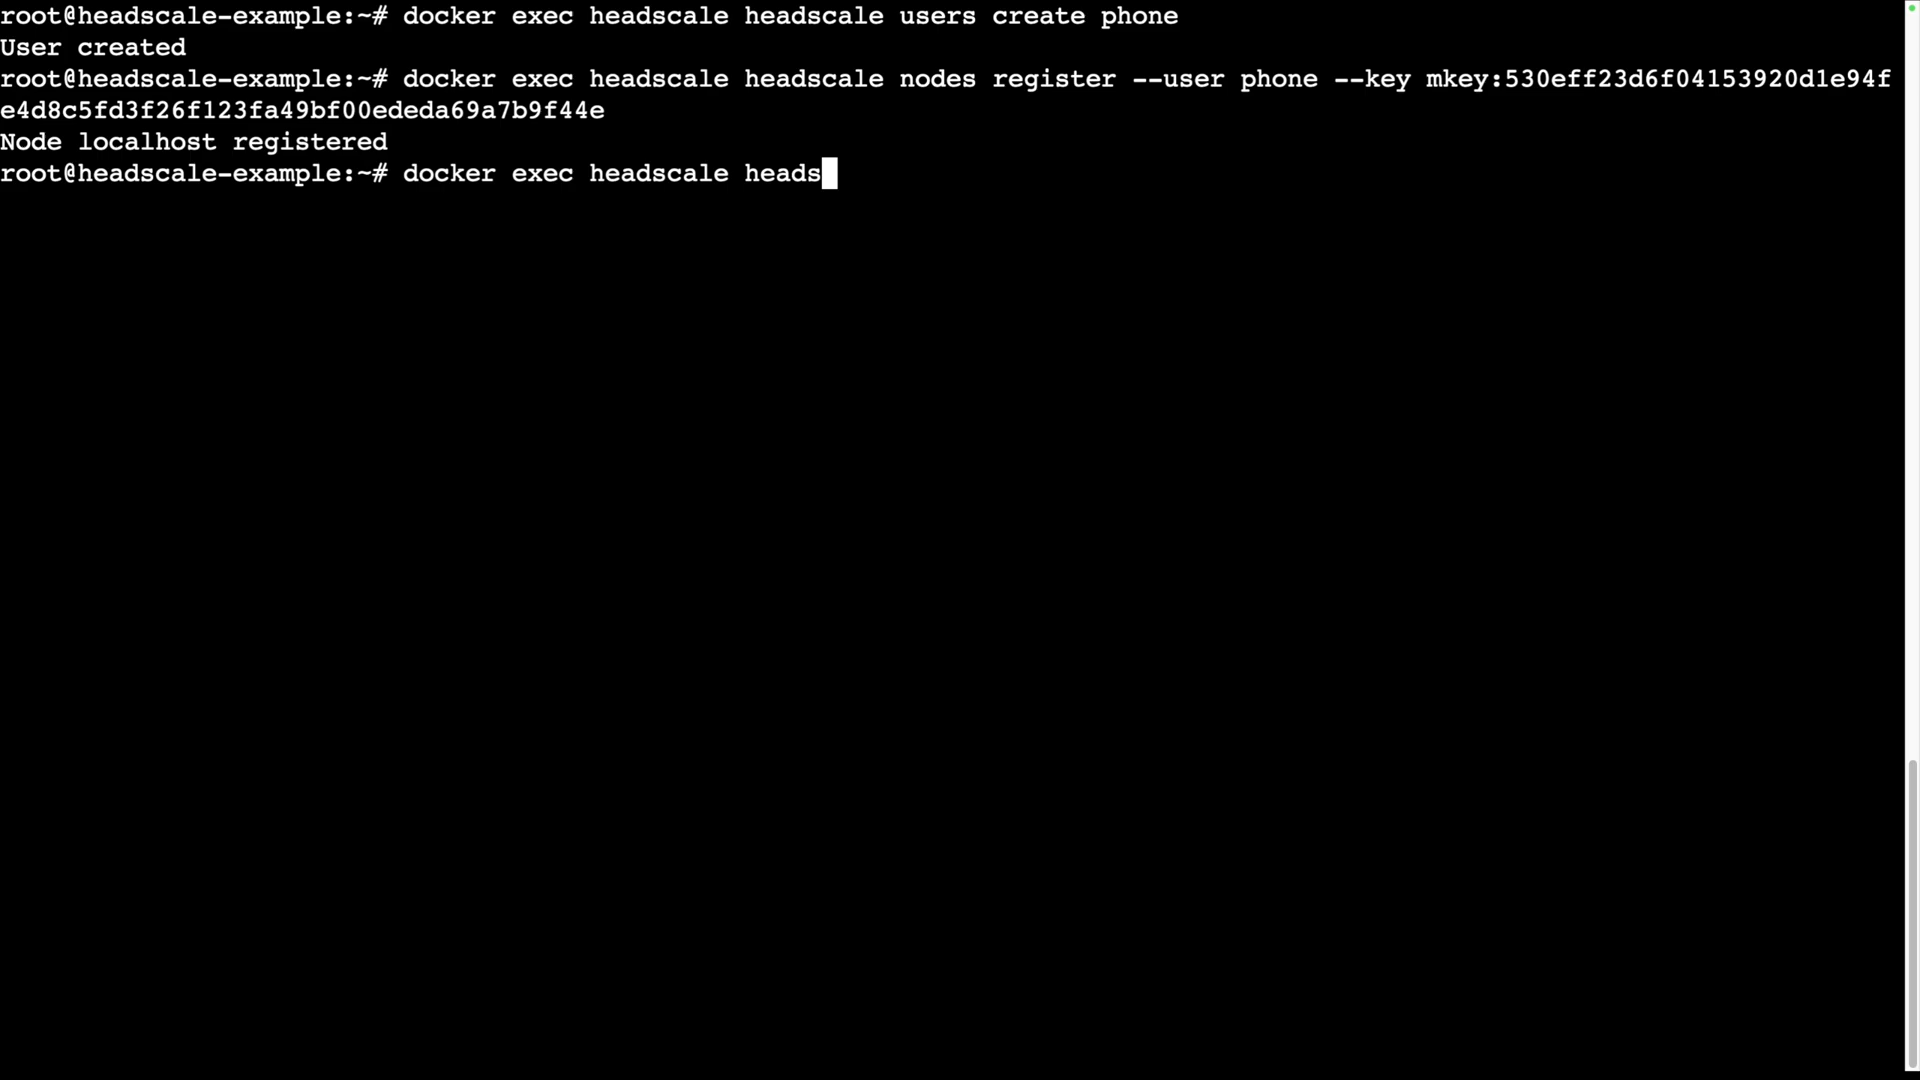 root@headscale-example:~# docker exec headscale headscale users create phone
User created
root@headscale-example:~# docker exec headscale headscale nodes register --user phone --key mkey:530eff23d6f04153920d1e94f
e4d8c5fd3f26f123fa49bf00ededa69a7b9f44e
Node localhost registered
root@headscale-example:~# docker exec headscale heads